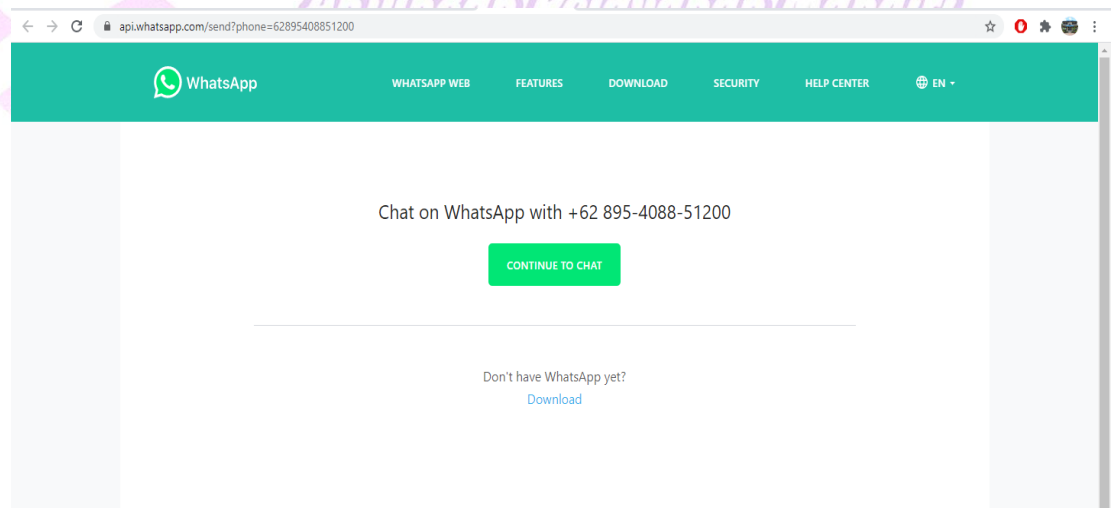 api.whatsapp.com/send?phone=62895408851200
WhatsApp WHATSAPP WEB FEATURES DOWNLOAD SECURITY HELP CENTER EN
Chat on WhatsApp with +62 895-4088-51200
CONTINUE TO CHAT
Don't have WhatsApp yet?
Download